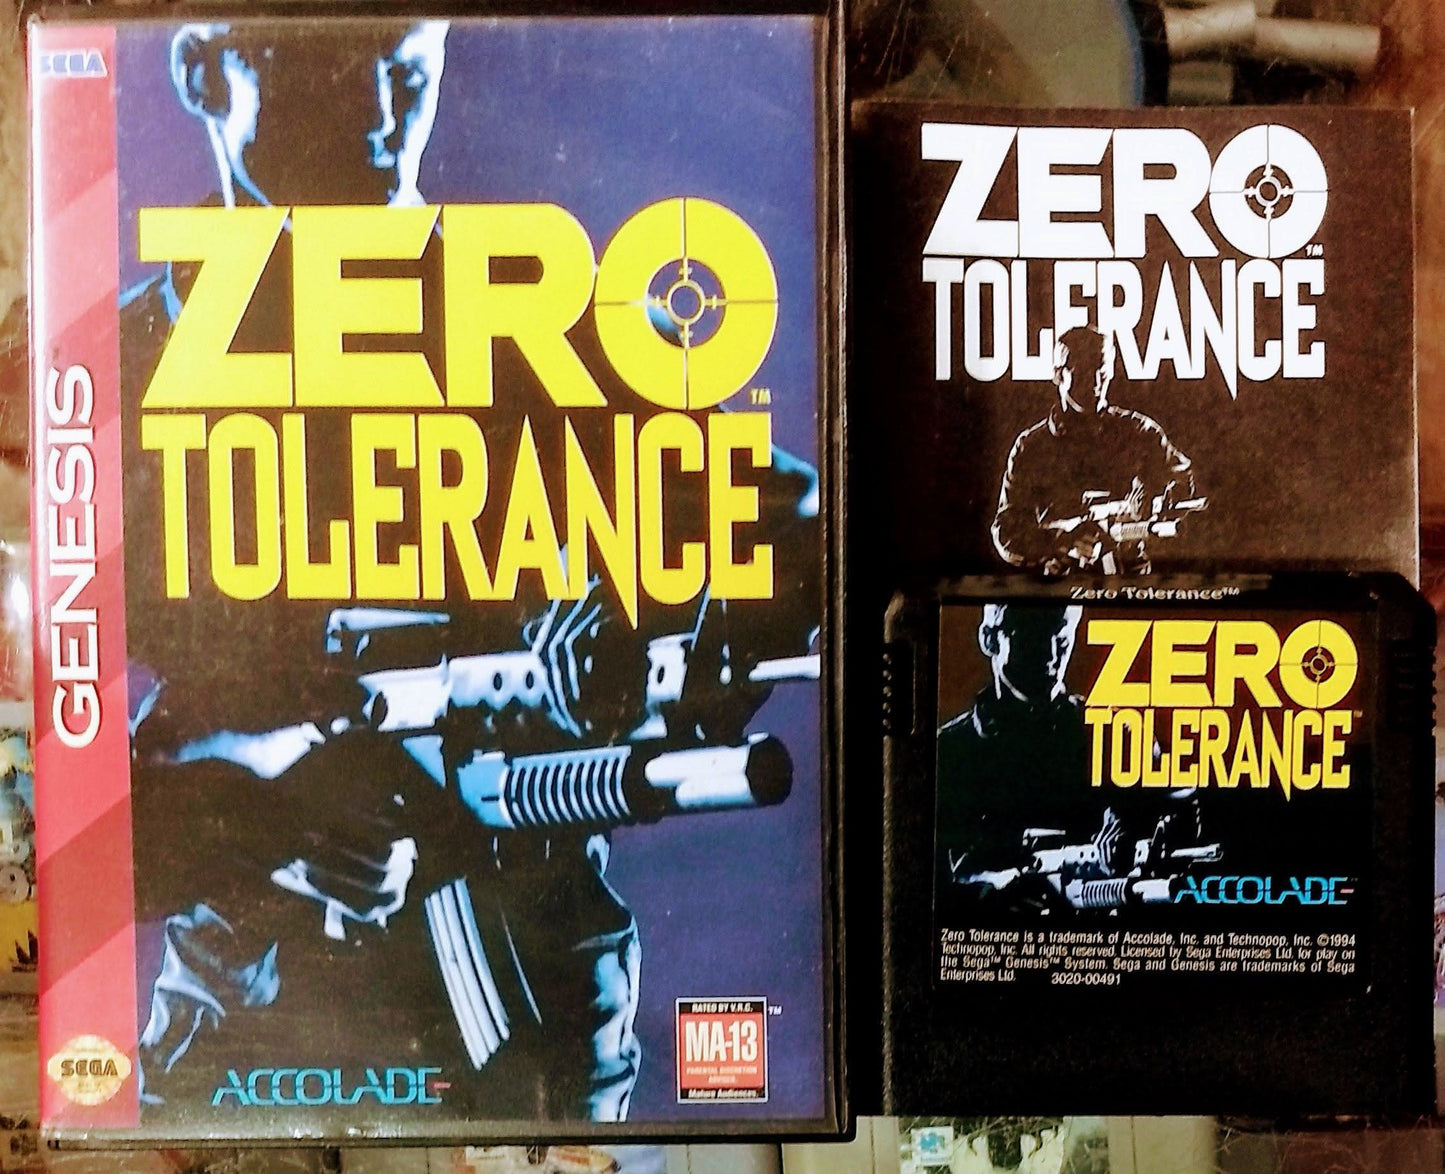 SEGA
GENESIS
ZERO
TOLERANCE
TM
ACCOLADE
RATED BY V.R.C.
MA-13
PARENTAL DISCRETION
ADVISED.
Mature Audiences.
TM
SEGA
ZERO
TOLERANCE
TM
Zero Tolerance™
ZERO
TOLERANCE
ACCOLADE
Zero Tolerance is a trademark of Accolade, Inc. and Technopop, Inc. ©1994
Technopop, Inc. All rights reserved. Licensed by Sega Enterprises Ltd. for play on
the Sega™ Genesis™ System. Sega and Genesis are trademarks of Sega
Enterprises Ltd. 3020-00491